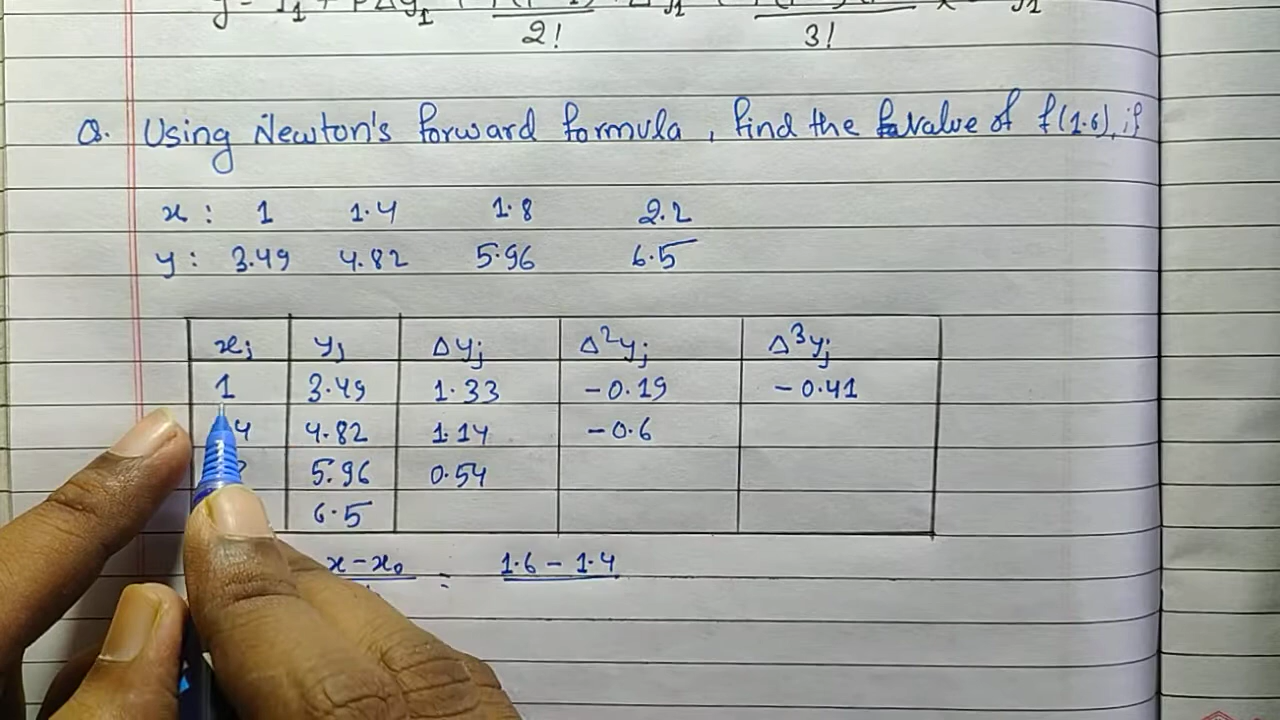 2! 3!
Q. Using Newton's forward formula, find the value of f(1.6), if
x : 1 1.4 1.8 2.2
y : 3.49 4.82 5.96 6.5
xj yj Δyj Δ²yj Δ³yj
1 3.49 1.33 -0.19 -0.41
4 4.82 1.14 -0.6
5.96 0.54
6.5
x - x₀ = 1.6 - 1.4